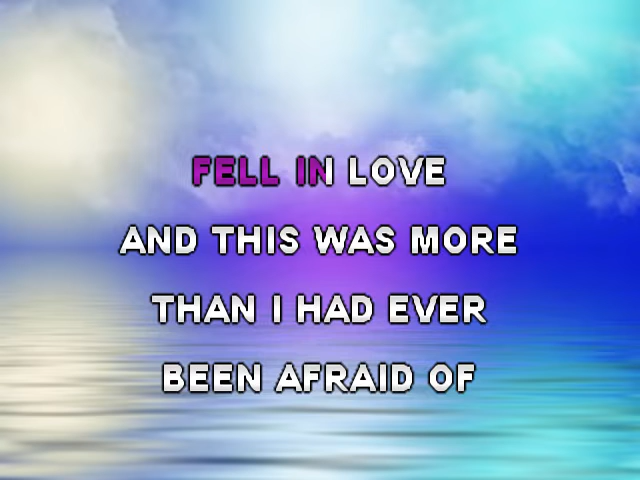 FELL IN LOVE
AND THIS WAS MORE
THAN I HAD EVER
BEEN AFRAID OF